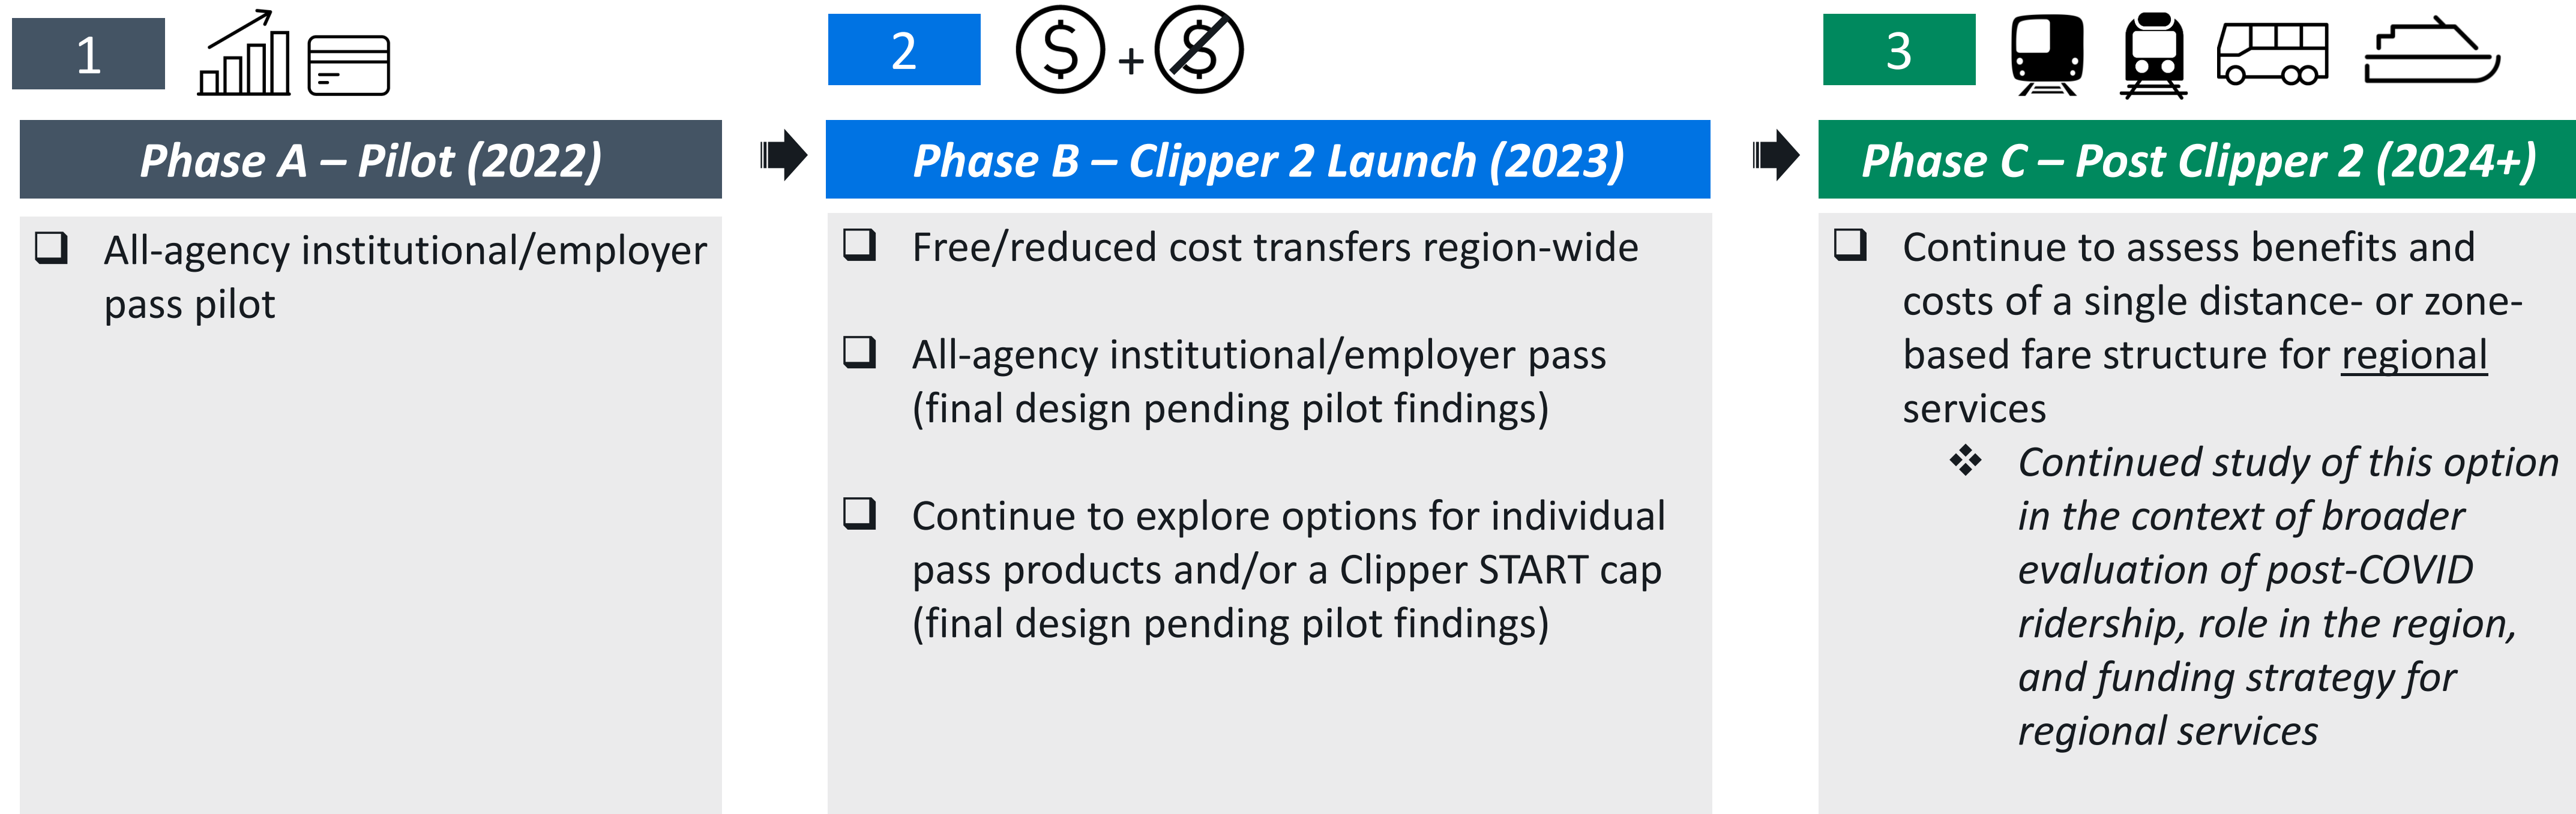 1
Phase A – Pilot (2022)
❑ All-agency institutional/employer
pass pilot
2
$ + $
Phase B – Clipper 2 Launch (2023)
❑ Free/reduced cost transfers region-wide
❑ All-agency institutional/employer pass
(final design pending pilot findings)
❑ Continue to explore options for individual
pass products and/or a Clipper START cap
(final design pending pilot findings)
3
Phase C – Post Clipper 2 (2024+)
❑ Continue to assess benefits and
costs of a single distance- or zone-
based fare structure for regional
services
❖ Continued study of this option
in the context of broader
evaluation of post-COVID
ridership, role in the region,
and funding strategy for
regional services